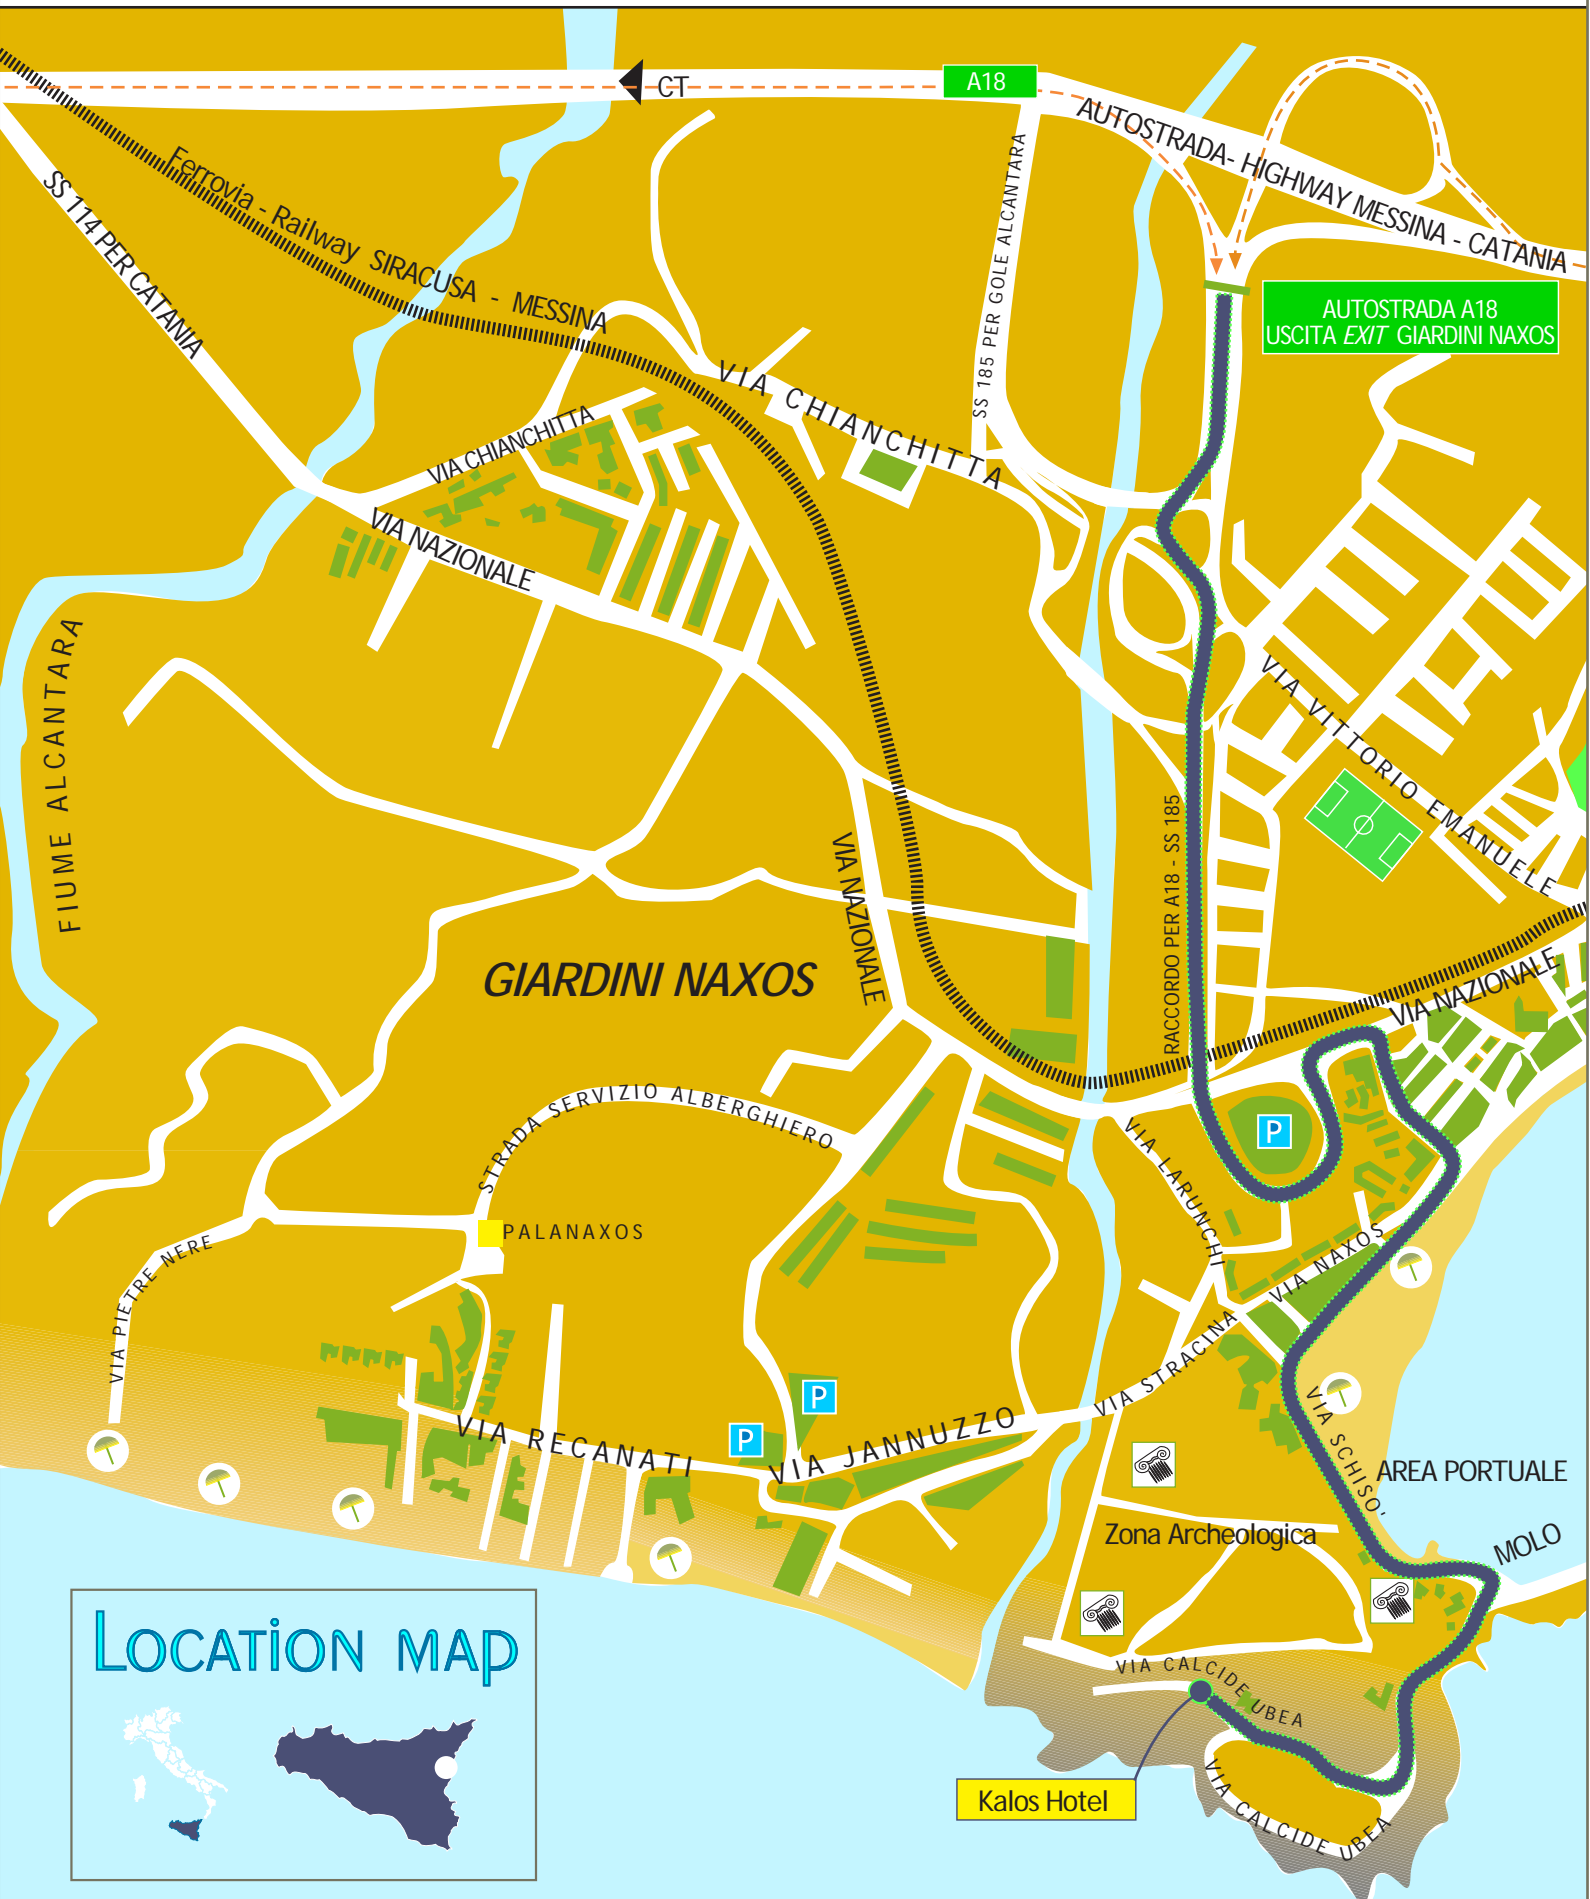 A18
CT
AUTOSTRADA- HIGHWAY MESSINA - CATANIA
SS 185 PER GOLE ALCANTARA
Ferrovia - Railway SIRACUSA - MESSINA
SS 114 PER CATANIA
AUTOSTRADA A18
USCITA EXIT GIARDINI NAXOS
VIA CHIANCHITTA
VIA CHIANCHITTA
VIA NAZIONALE
FIUME ALCANTARA
VIA VITTORIO EMANUELE
RACCORDO PER A18 - SS 185
VIA NAZIONALE
GIARDINI NAXOS
VIA NAZIONALE
STRADA SERVIZIO ALBERGHIERO
P
VIA LARUNCHI
PALANAXOS
VIA PIETRE NERE
VIA NAXOS
VIA STRACINA
P
P
VIA RECANATI
VIA JANNUZZO
VIA SCHISO'
AREA PORTUALE
Zona Archeologica
MOLO
LOCATION MAP
VIA CALCIDE UBEA
Kalos Hotel
VIA CALCIDE UBEA